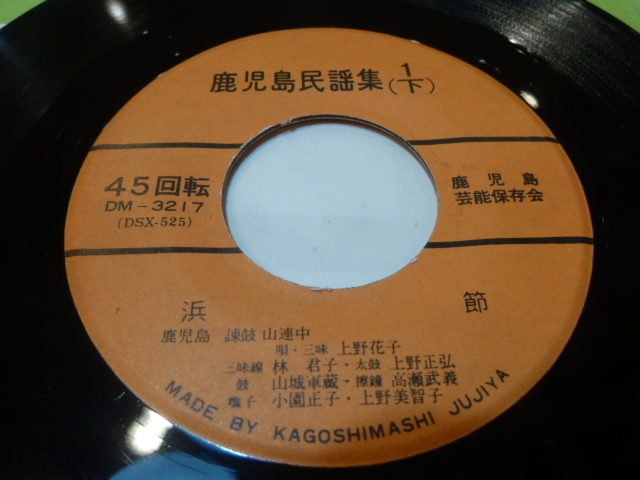 鹿児島民謡集(1/下)
45回転
DM-3217
(DSX-525)
鹿児島
芸能保存会
浜 節
鹿児島 諌鼓山連中
唄・三味 上野花子
三味線 林 君子・太鼓 上野正弘
鼓 山城車蔵・擦鐘 高瀬武義
囃子 小園正子・上野美智子
MADE BY KAGOSHIMASHI JUJIYA